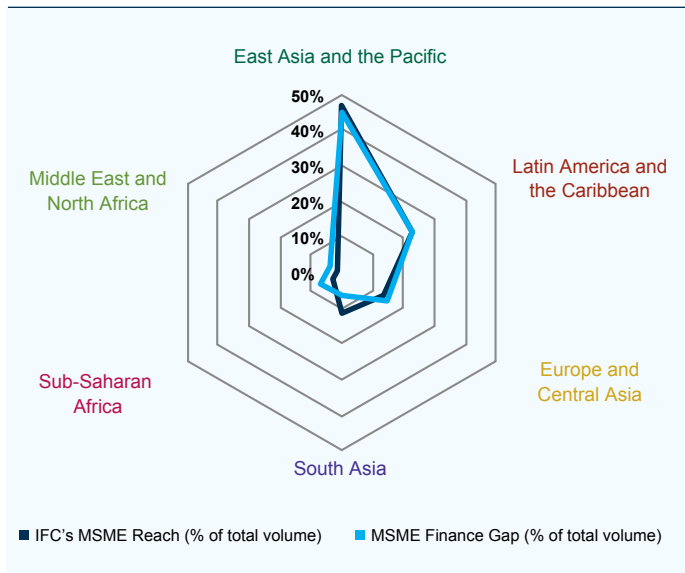 East Asia and the Pacific
50%
40%
30%
20%
10%
0%
Latin America and
the Caribbean
Middle East and
North Africa
Sub-Saharan
Africa
Europe and
Central Asia
South Asia
IFC's MSME Reach (% of total volume)
MSME Finance Gap (% of total volume)